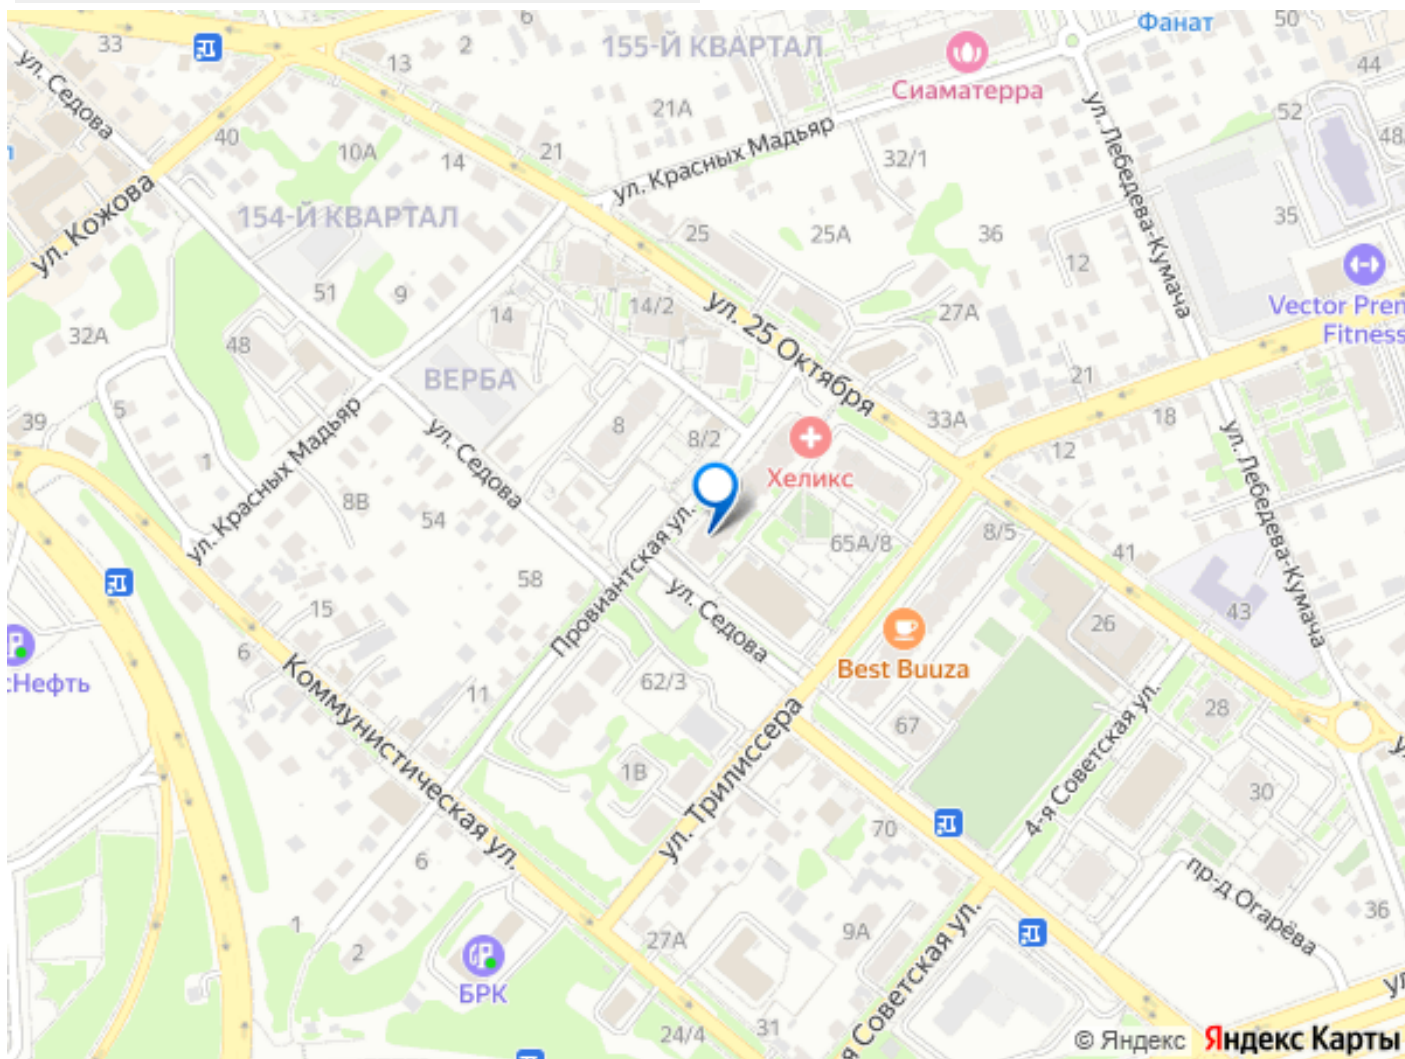 33
6
2
155-Й КВАРТАЛ
Фанат
50
13
44
Сиаматерра
ул. Седова
21А
52
ул. Лебедева-Кумача
40
10А
14
21
ул. Красных Мадьяр
32/1
48
ул. Кожова
154-Й КВАРТАЛ
25
25А
36
35
12
51
9
14
14/2
ул. 25 Октября
27А
Vector Prem
Fitness
32А
48
ВЕРБА
21
39
5
8
8/2
33А
18
12
ул. Красных Мадьяр
ул. Седова
Хеликс
ул. Лебедева-Кумача
1
8В
54
Провиантская ул.
65А/8
8/5
41
58
43
15
ул. Седова
26
6
Best Buuza
сНефть
Коммунистическая ул.
11
62/3
28
67
4-я Советская ул.
1В
ул. Трилиссера
30
70
пр-д Огарёва
6
1
2
27А
9А
36
БРК
я Советская ул.
24/4
31
© Яндекс Яндекс Карты